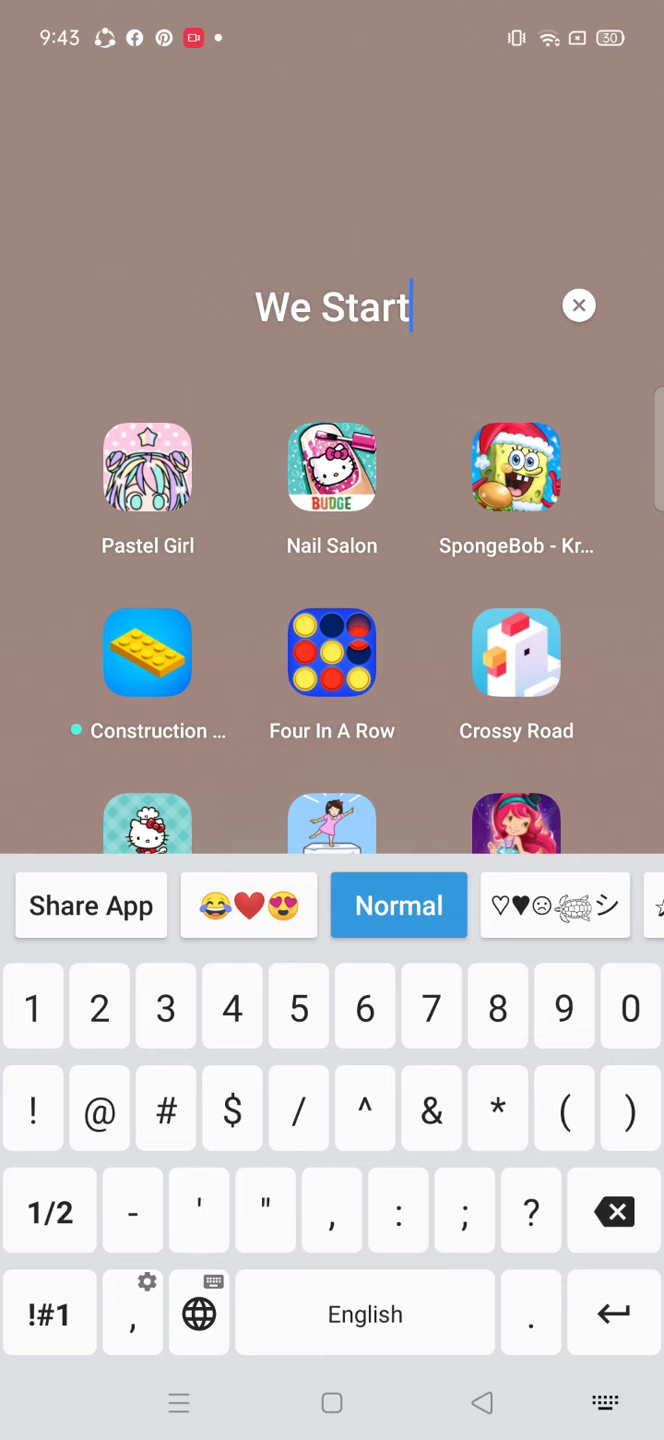 9:43
30
We Start
BUDGE
Pastel Girl
Nail Salon
SpongeBob - Kr...
Construction ...
Four In A Row
Crossy Road
Share App
😂❤️😍
Normal
♡♥☹🐢シ
1 2 3 4 5 6 7 8 9 0
! @ # $ / ^ & * ( )
1/2 - ' " , : ; ?
!#1 , English .